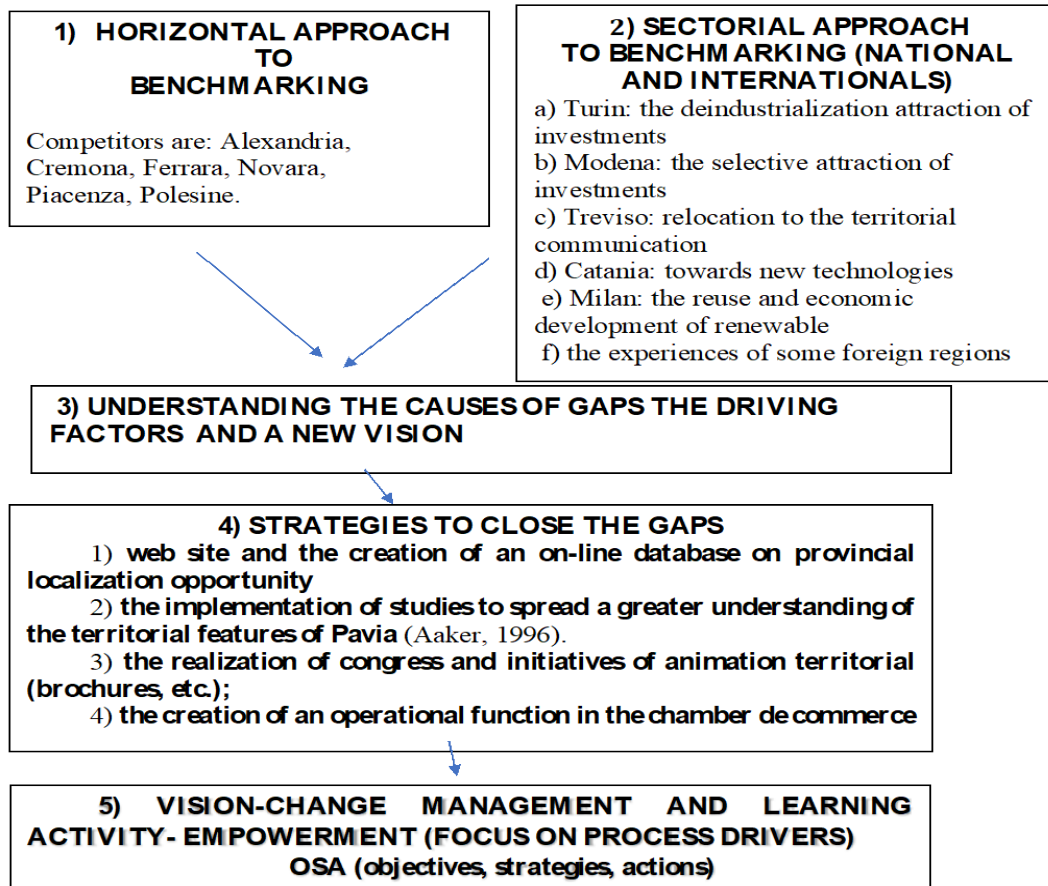 1) HORIZONTAL APPROACH
TO
BENCHMARKING
Competitors are: Alexandria,
Cremona, Ferrara, Novara,
Piacenza, Polesine.
2) SECTORIAL APPROACH
TO BENCHMARKING (NATIONAL
AND INTERNATIONALS)
a) Turin: the deindustrialization attraction of
investments
b) Modena: the selective attraction of
investments
c) Treviso: relocation to the territorial
communication
d) Catania: towards new technologies
e) Milan: the reuse and economic
development of renewable
f) the experiences of some foreign regions
3) UNDERSTANDING THE CAUSES OF GAPS THE DRIVING
FACTORS AND A NEW VISION
4) STRATEGIES TO CLOSE THE GAPS
1) web site and the creation of an on-line database on provincial
localization opportunity
2) the implementation of studies to spread a greater understanding of
the territorial features of Pavia (Aaker, 1996).
3) the realization of congress and initiatives of animation territorial
(brochures, etc.);
4) the creation of an operational function in the chamber de commerce
5) VISION-CHANGE MANAGEMENT AND LEARNING
ACTIVITY- EMPOWERMENT (FOCUS ON PROCESS DRIVERS)
OSA (objectives, strategies, actions)